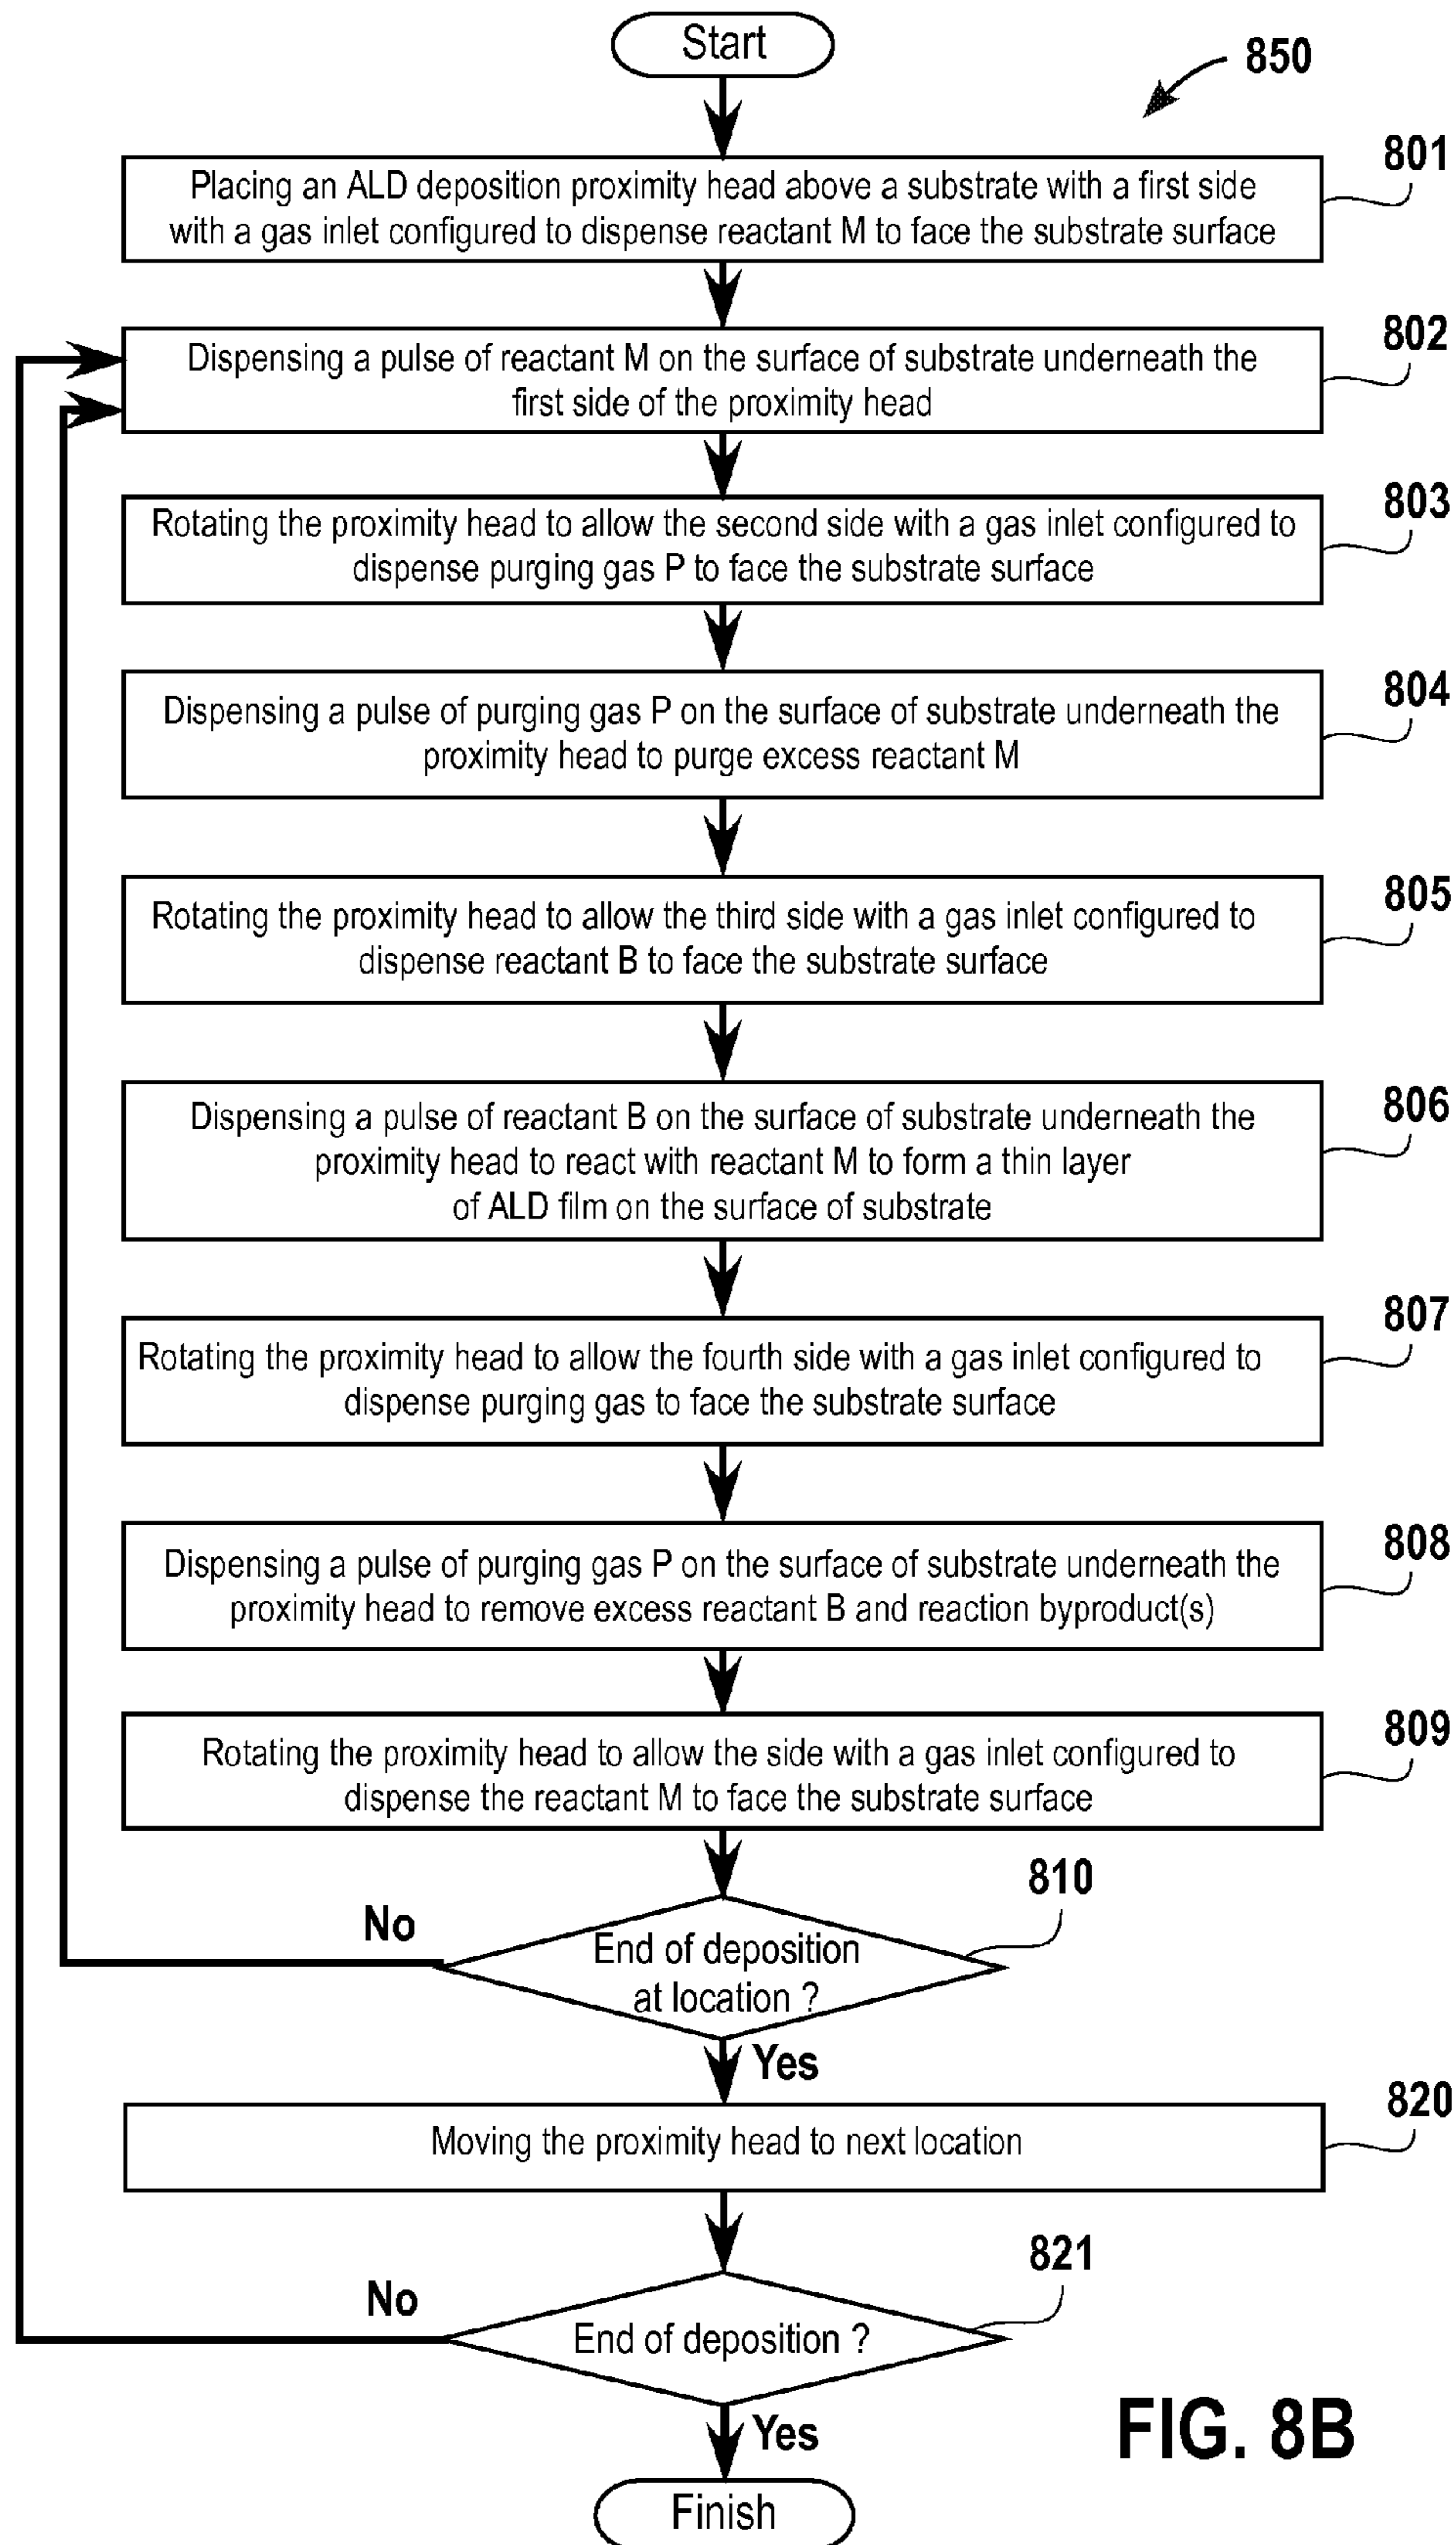 Start
850
801
Placing an ALD deposition proximity head above a substrate with a first side
with a gas inlet configured to dispense reactant M to face the substrate surface
802
Dispensing a pulse of reactant M on the surface of substrate underneath the
first side of the proximity head
803
Rotating the proximity head to allow the second side with a gas inlet configured to
dispense purging gas P to face the substrate surface
804
Dispensing a pulse of purging gas P on the surface of substrate underneath the
proximity head to purge excess reactant M
805
Rotating the proximity head to allow the third side with a gas inlet configured to
dispense reactant B to face the substrate surface
806
Dispensing a pulse of reactant B on the surface of substrate underneath the
proximity head to react with reactant M to form a thin layer
of ALD film on the surface of substrate
807
Rotating the proximity head to allow the fourth side with a gas inlet configured to
dispense purging gas to face the substrate surface
808
Dispensing a pulse of purging gas P on the surface of substrate underneath the
proximity head to remove excess reactant B and reaction byproduct(s)
809
Rotating the proximity head to allow the side with a gas inlet configured to
dispense the reactant M to face the substrate surface
810
No
End of deposition
at location ?
Yes
820
Moving the proximity head to next location
821
No
End of deposition ?
Yes
FIG. 8B
Finish